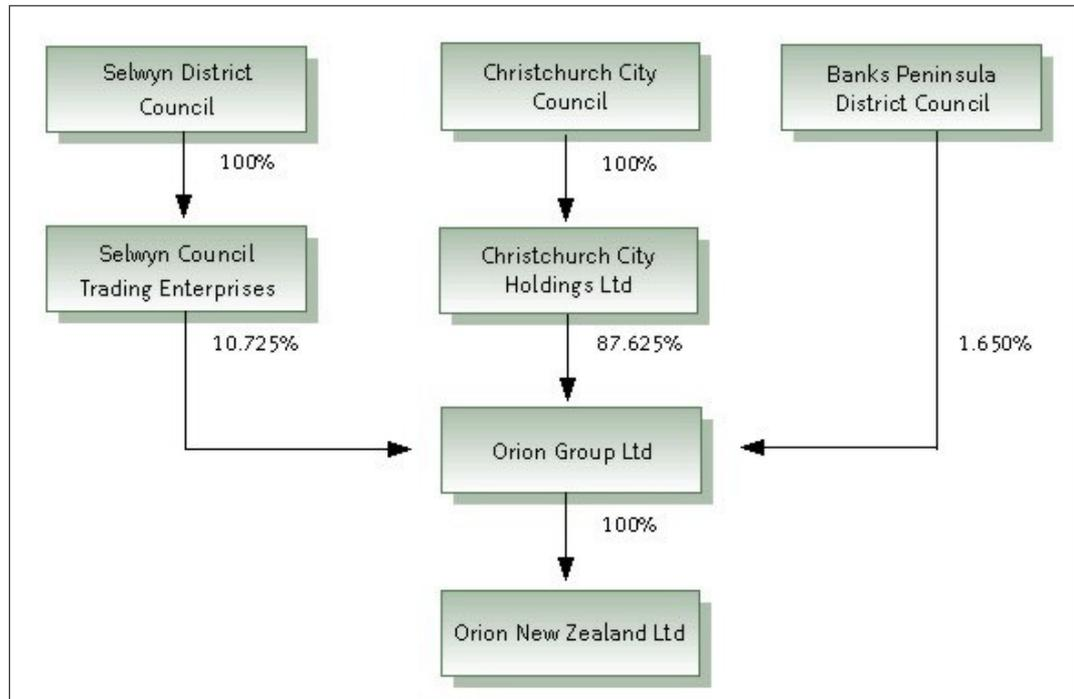 Selwyn District
Council
Christchurch City
Council
Banks Peninsula
District Council
100%
100%
Selwyn Council
Trading Enterprises
Christchurch City
Holdings Ltd
10.725%
87.625%
1.650%
Orion Group Ltd
100%
Orion New Zealand Ltd